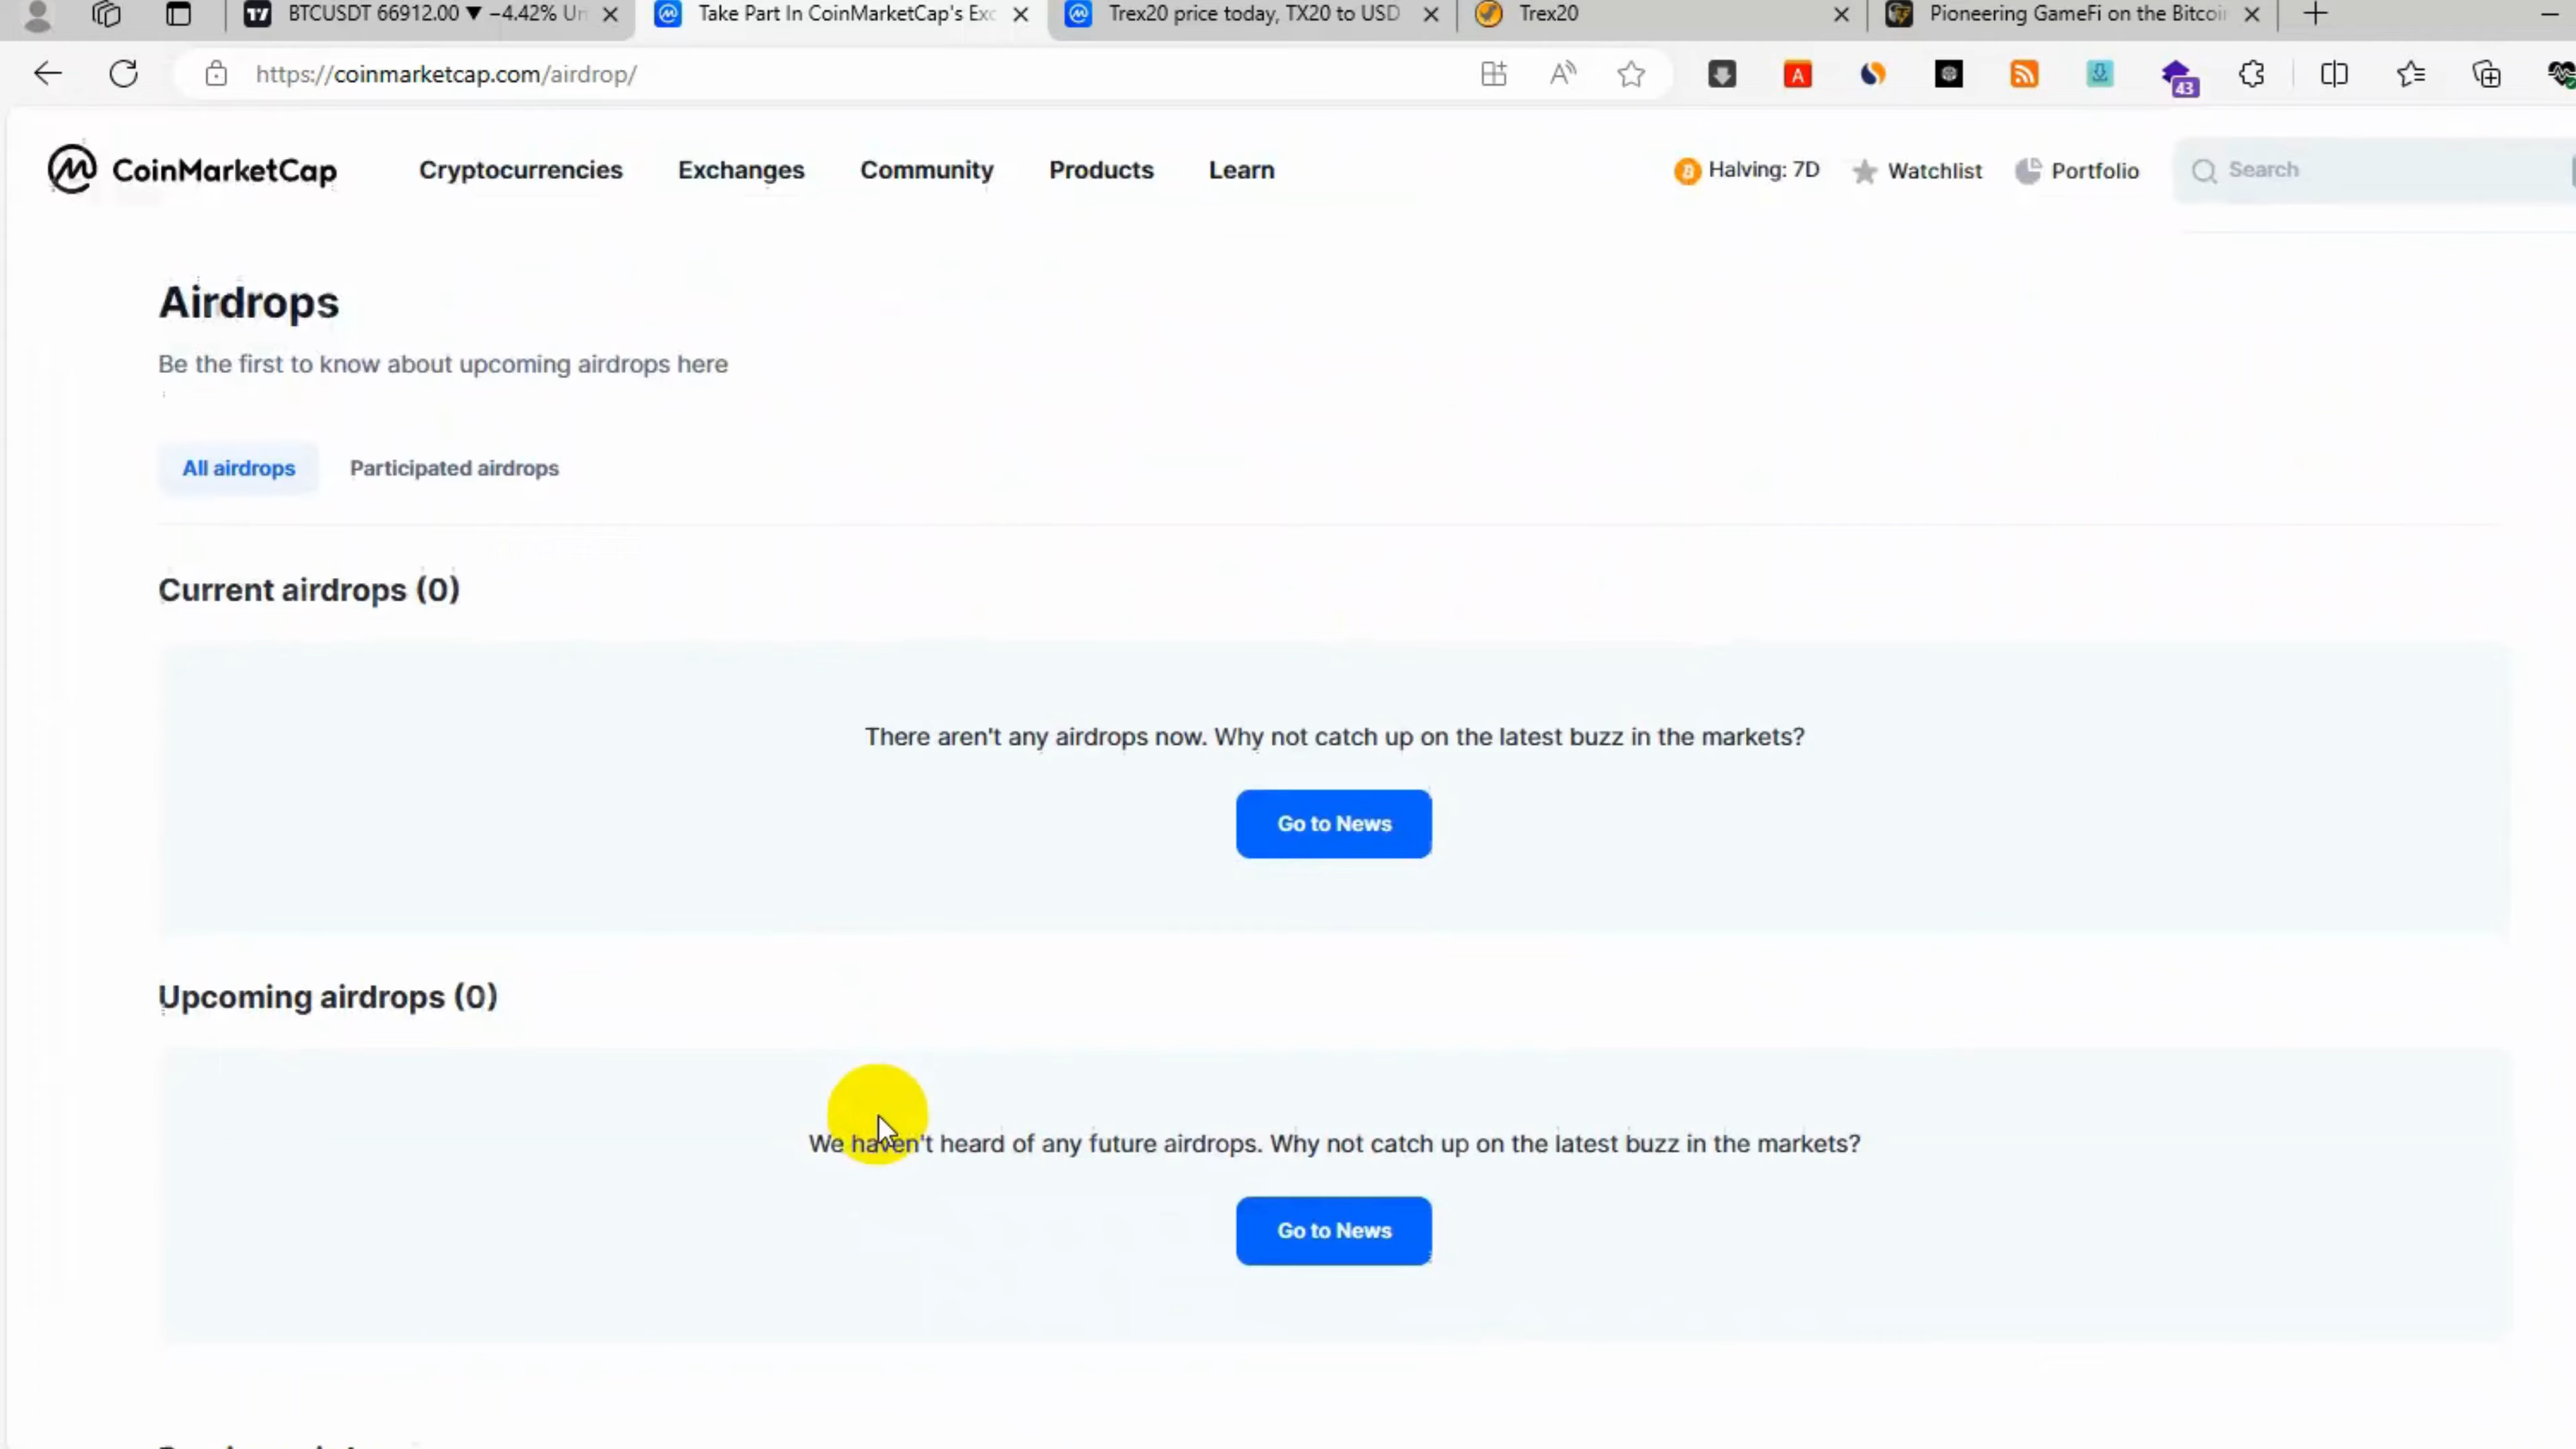 BTCUSDT 66912.00 ▼ −4.42% Un
Take Part In CoinMarketCap's Exc
Trex20 price today, TX20 to USD
Trex20
Pioneering GameFi on the Bitcoin
https://coinmarketcap.com/airdrop/
A
43
CoinMarketCap
Cryptocurrencies
Exchanges
Community
Products
Learn
Halving: 7D
Watchlist
Portfolio
Search
Airdrops
Be the first to know about upcoming airdrops here
All airdrops
Participated airdrops
Current airdrops (0)
There aren't any airdrops now. Why not catch up on the latest buzz in the markets?
Go to News
Upcoming airdrops (0)
We haven't heard of any future airdrops. Why not catch up on the latest buzz in the markets?
Go to News